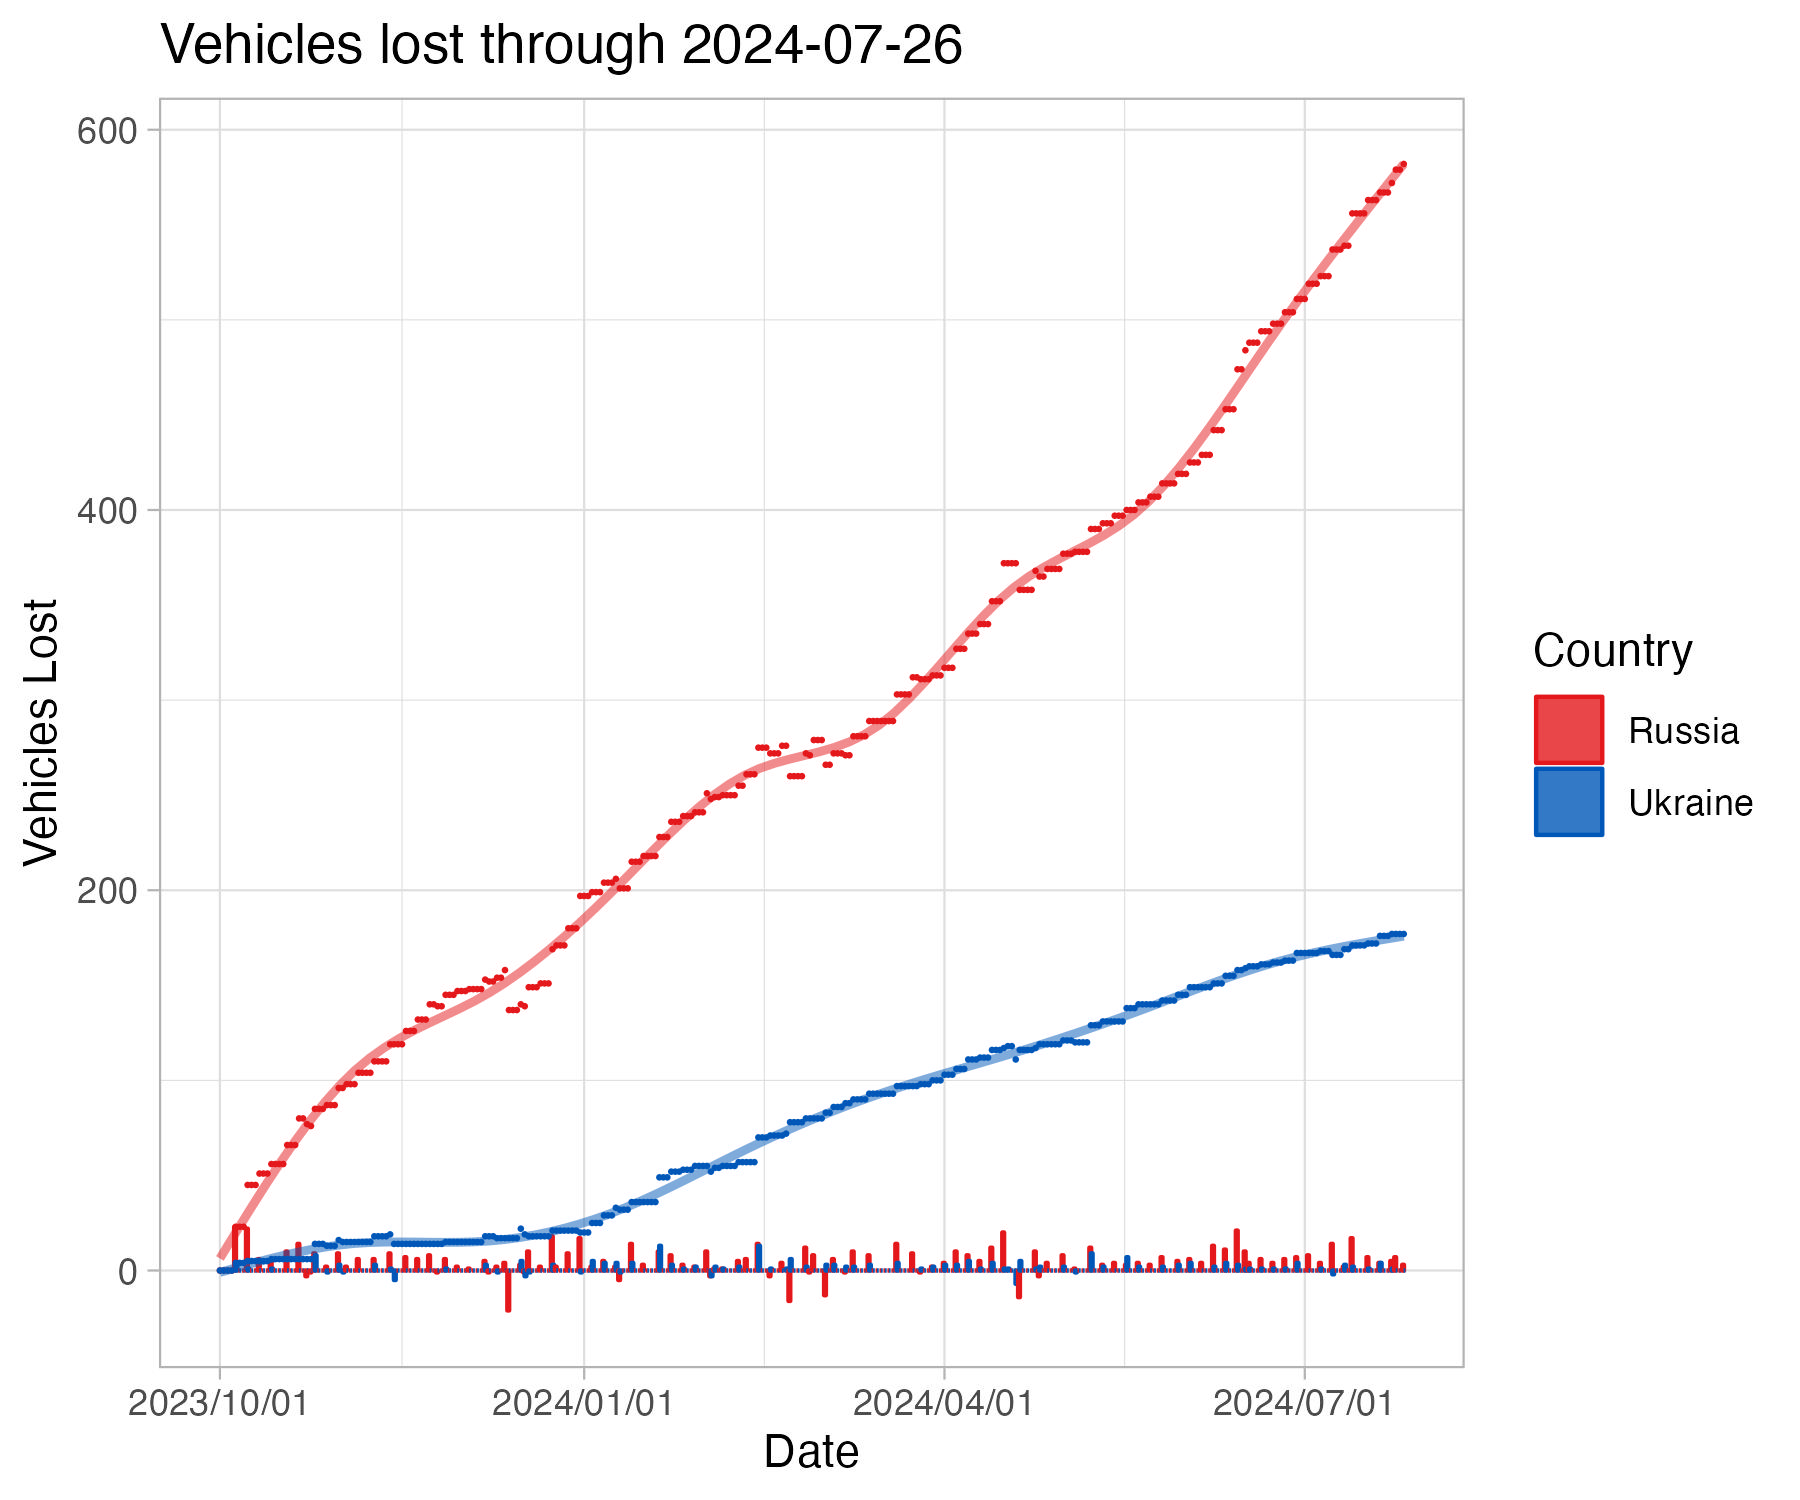 Vehicles lost through 2024-07-26
Vehicles Lost
600
400
200
0
2023/10/01
2024/01/01
2024/04/01
2024/07/01
Date
Country
Russia
Ukraine